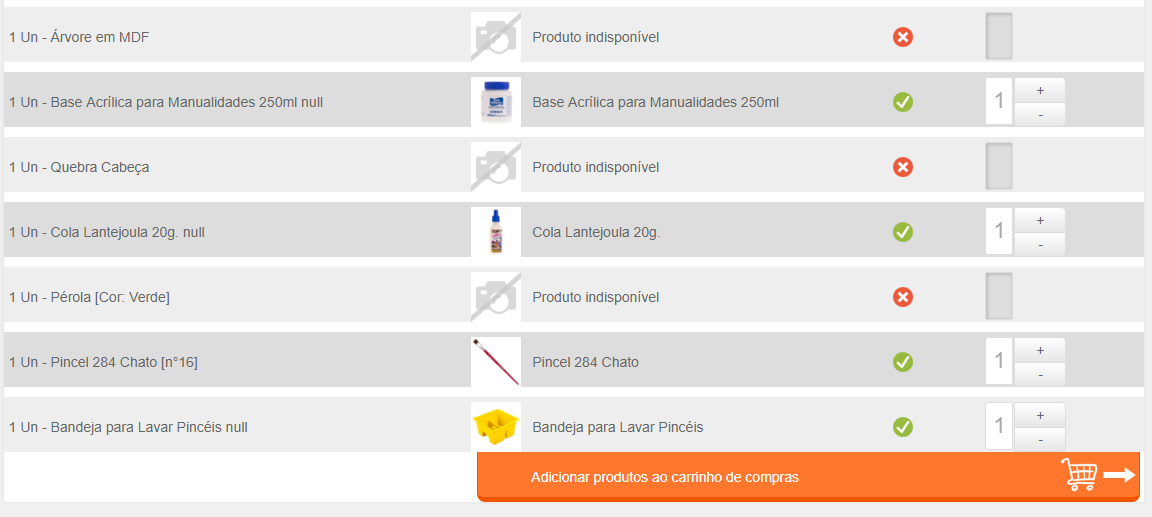 1 Un - Árvore em MDF Produto indisponível
1 Un - Base Acrílica para Manualidades 250ml null Base Acrílica para Manualidades 250ml 1 + -
1 Un - Quebra Cabeça Produto indisponível
1 Un - Cola Lantejoula 20g. null Cola Lantejoula 20g. 1 + -
1 Un - Pérola [Cor: Verde] Produto indisponível
1 Un - Pincel 284 Chato [n°16] Pincel 284 Chato 1 + -
1 Un - Bandeja para Lavar Pincéis null Bandeja para Lavar Pincéis 1 + -
Adicionar produtos ao carrinho de compras